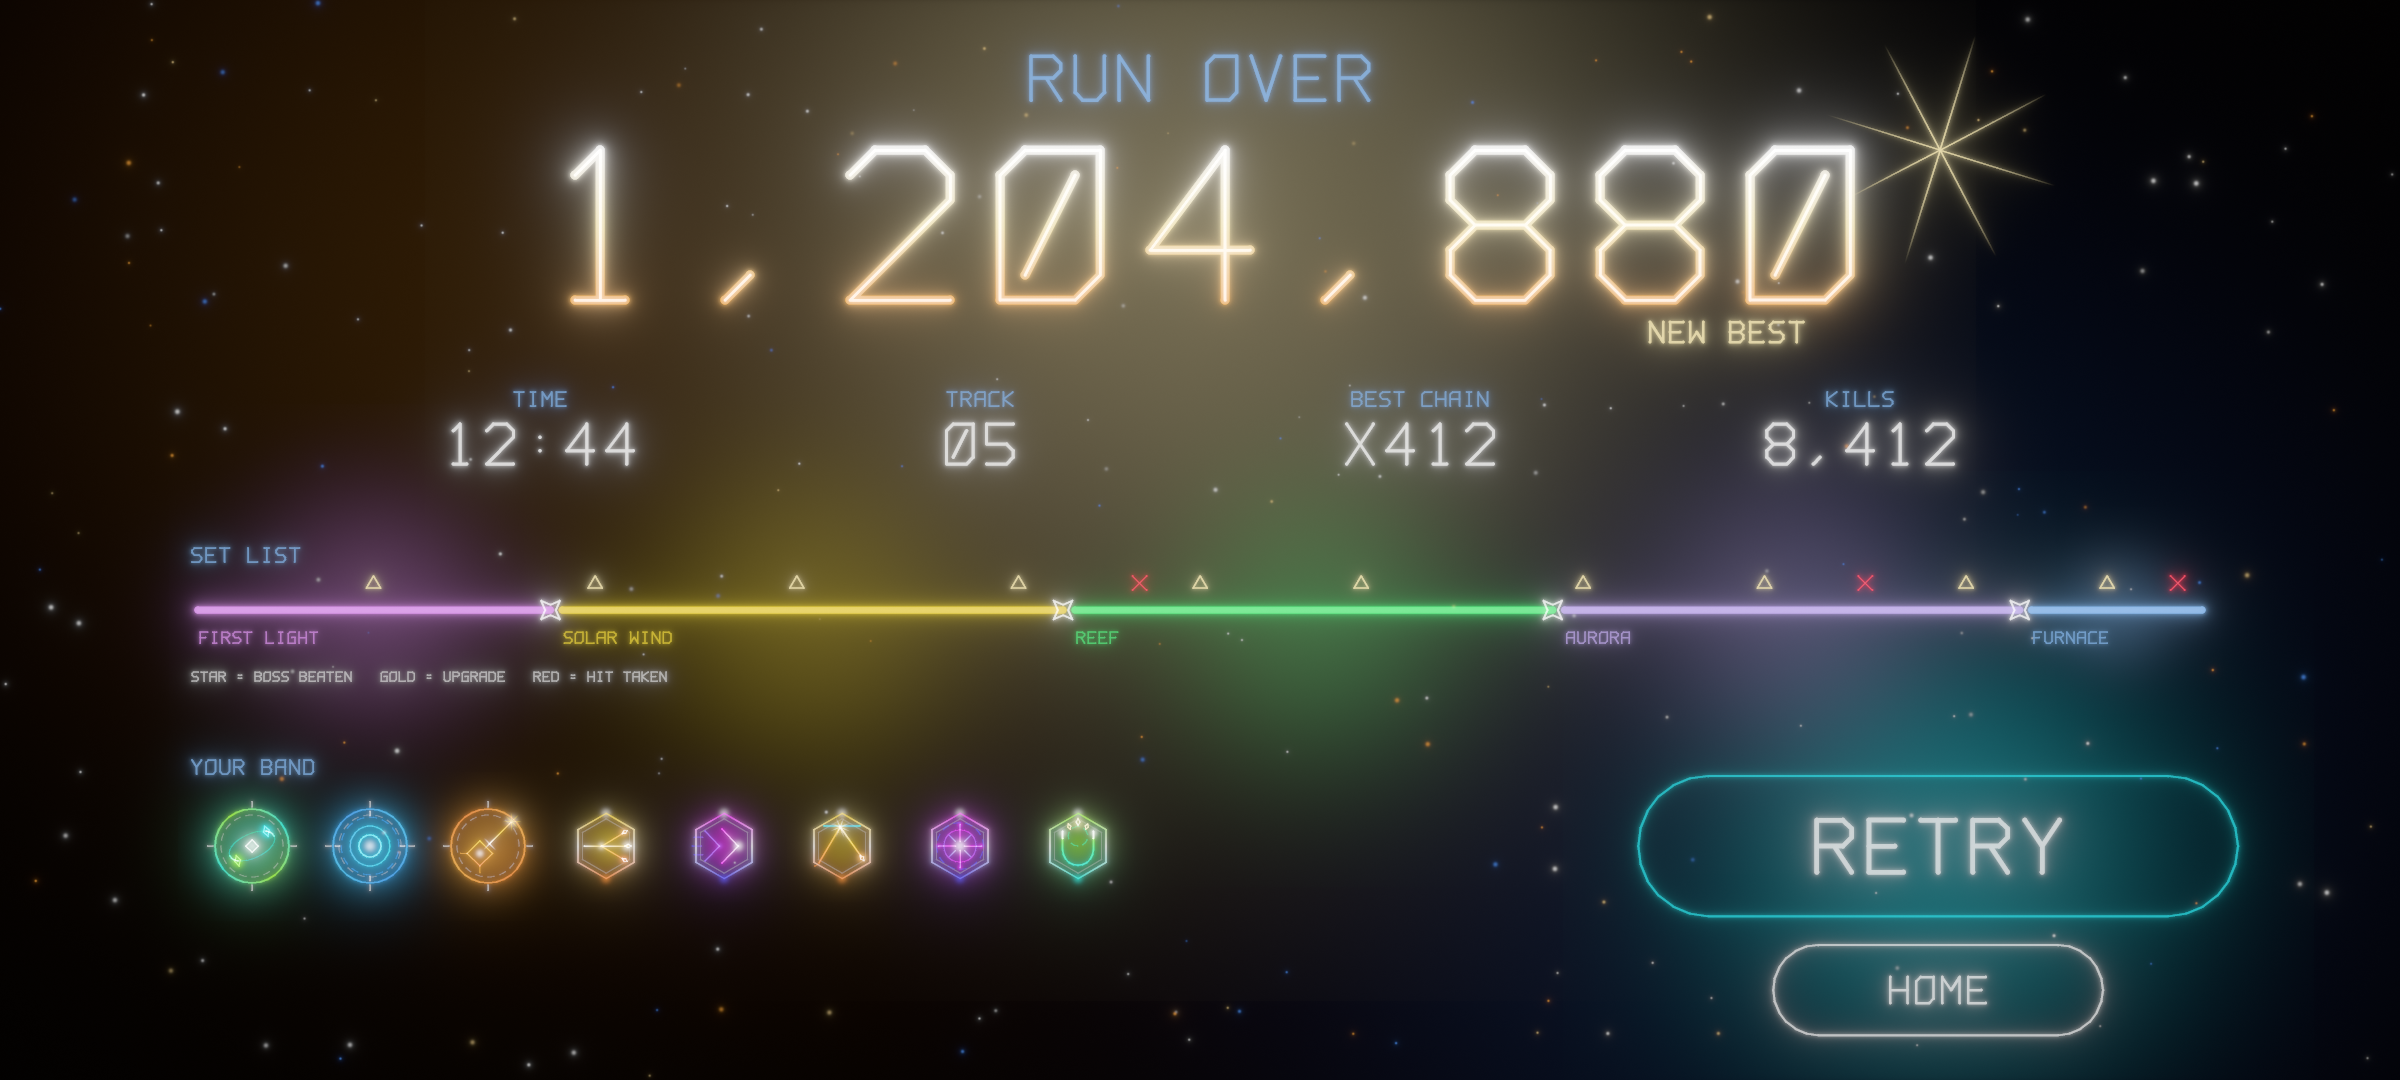 RUN OVER
1,204,880
NEW BEST
TIME TRACK BEST CHAIN KILLS
12:44 05 X412 8,412
SET LIST
FIRST LIGHT SOLAR WIND REEF AURORA FURNACE
STAR = BOSS BEATEN GOLD = UPGRADE RED = HIT TAKEN
YOUR BAND
RETRY
HOME